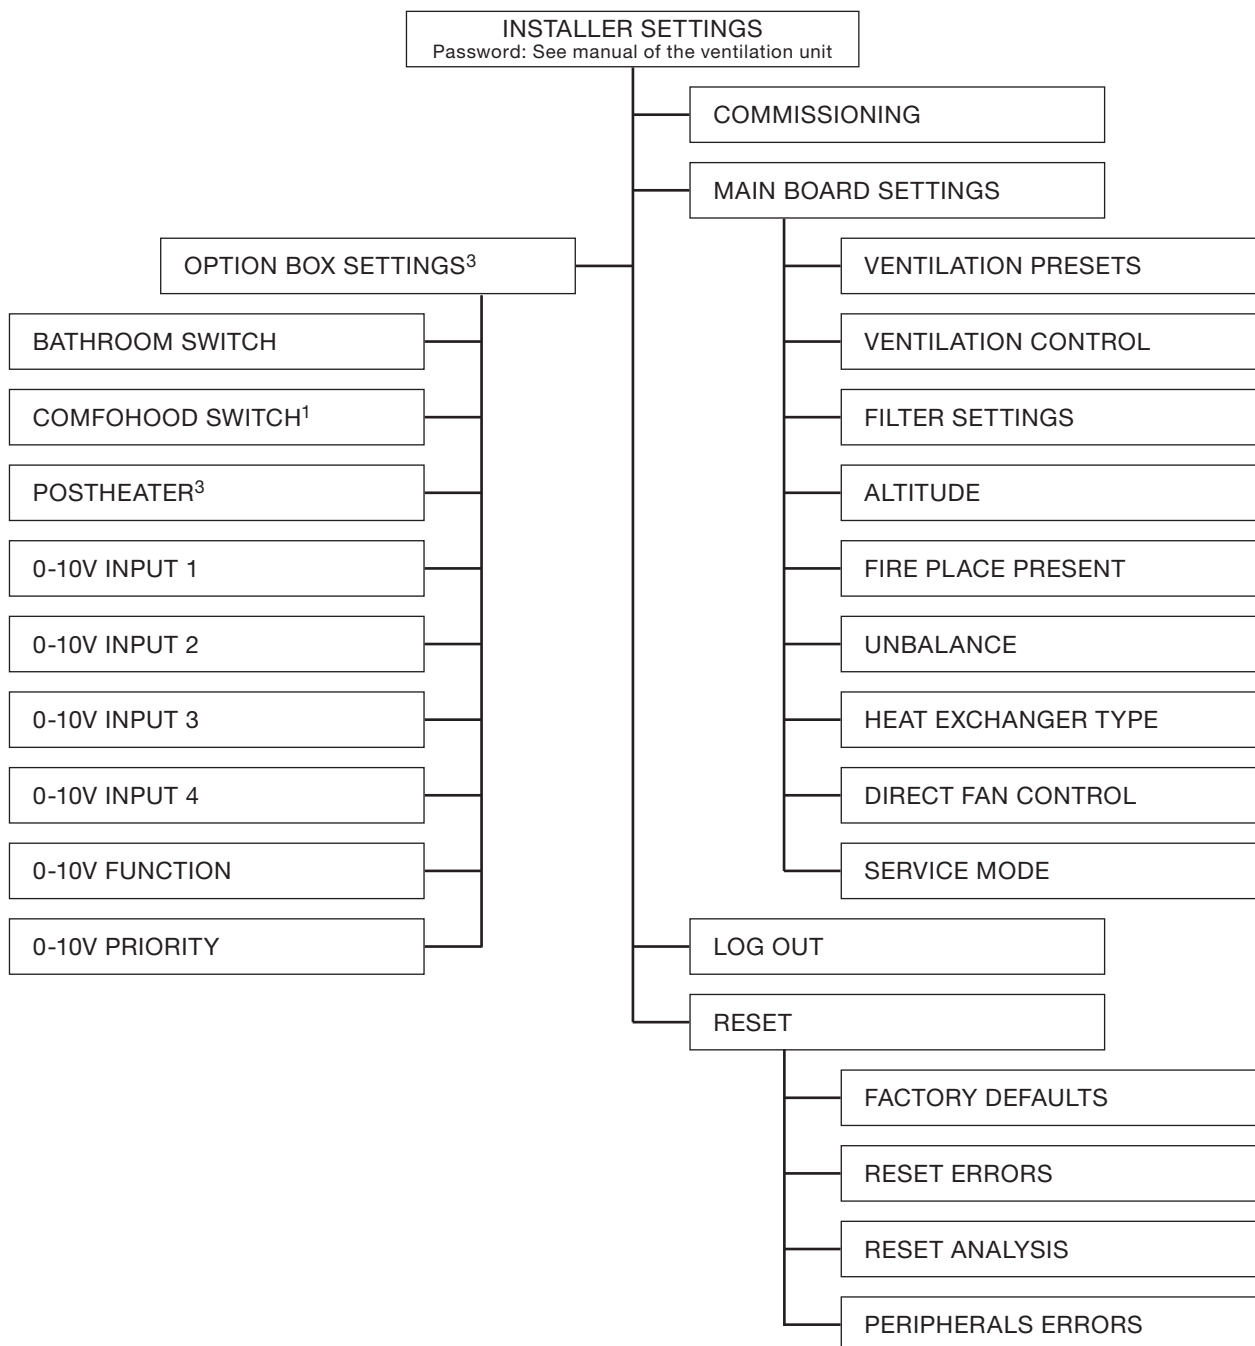 INSTALLER SETTINGS
Password: See manual of the ventilation unit
COMMISSIONING
MAIN BOARD SETTINGS
OPTION BOX SETTINGS³
VENTILATION PRESETS
BATHROOM SWITCH
VENTILATION CONTROL
COMFOHOOD SWITCH¹
FILTER SETTINGS
POSTHEATER³
ALTITUDE
0-10V INPUT 1
FIRE PLACE PRESENT
0-10V INPUT 2
UNBALANCE
0-10V INPUT 3
HEAT EXCHANGER TYPE
0-10V INPUT 4
DIRECT FAN CONTROL
0-10V FUNCTION
SERVICE MODE
0-10V PRIORITY
LOG OUT
RESET
FACTORY DEFAULTS
RESET ERRORS
RESET ANALYSIS
PERIPHERALS ERRORS